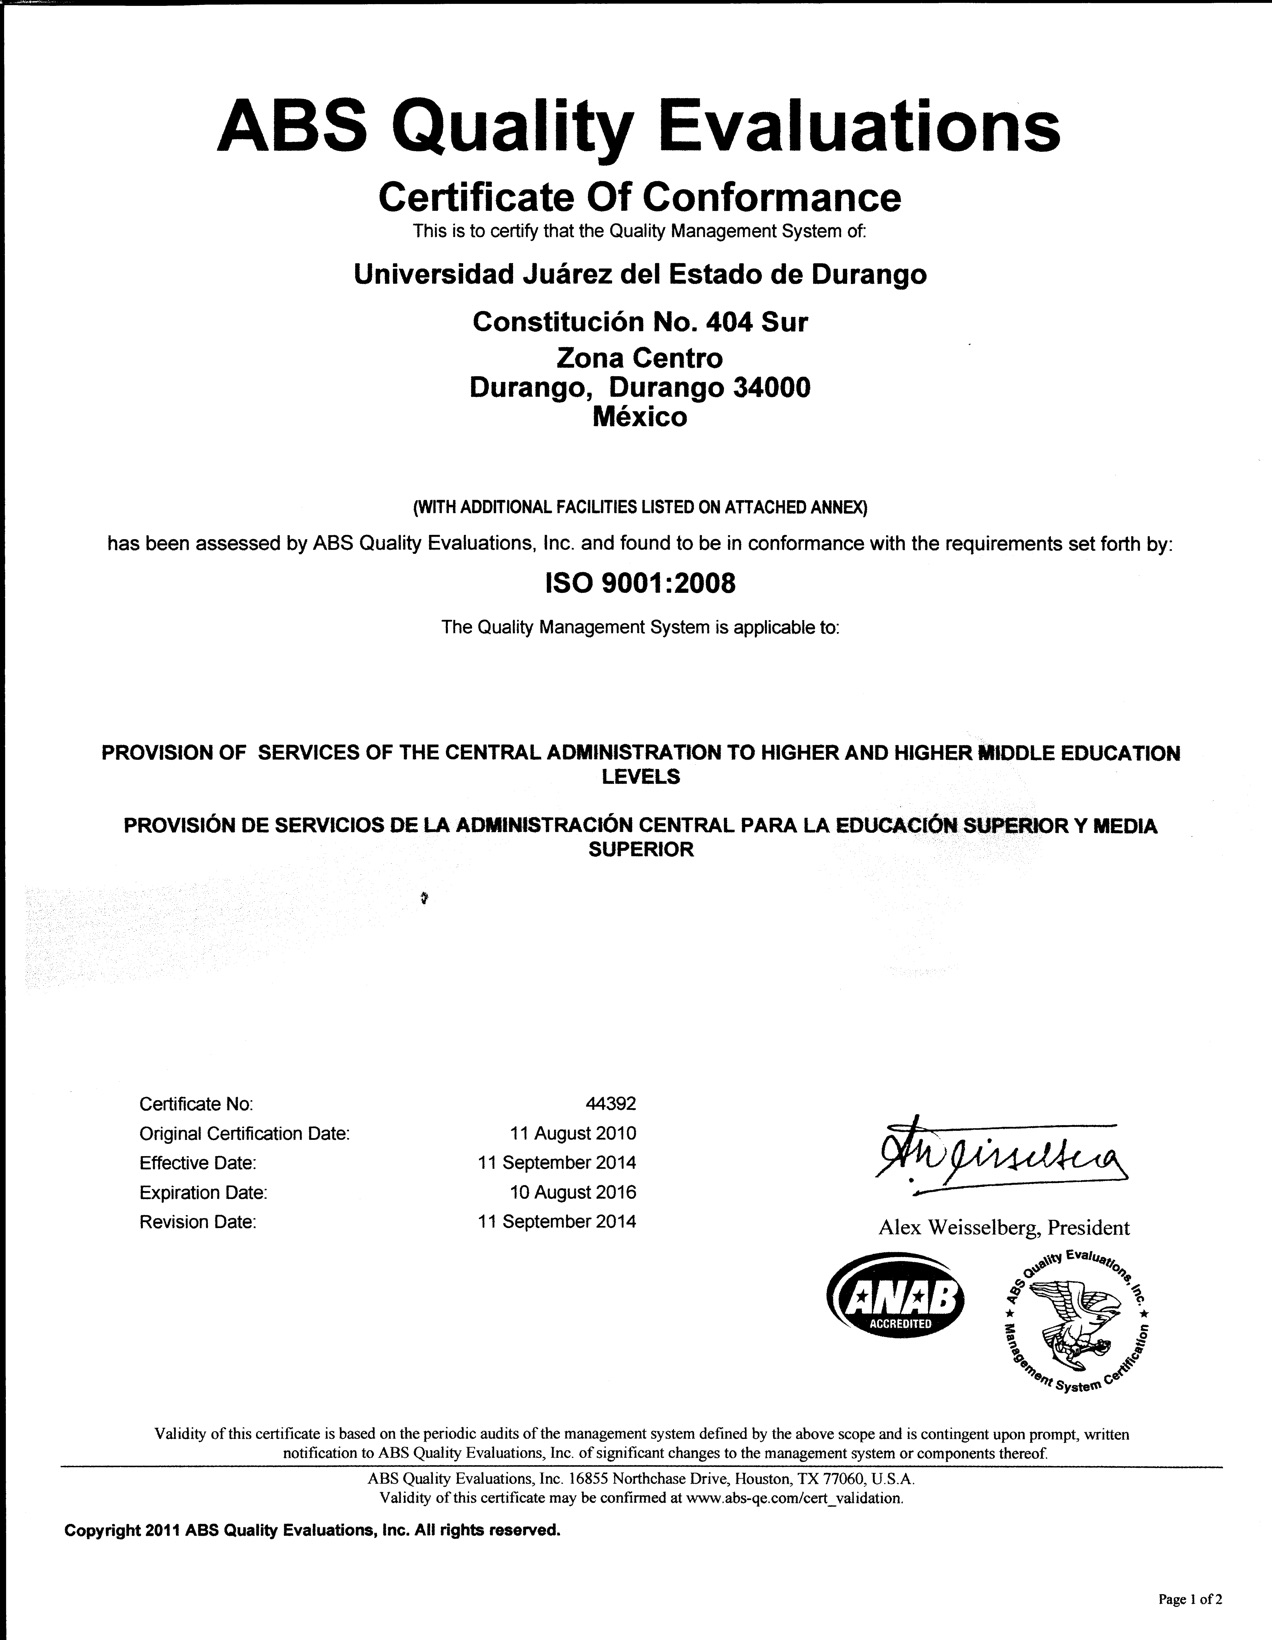 ABS Quality Evaluations
Certificate Of Conformance
This is to certify that the Quality Management System of:
Universidad Juárez del Estado de Durango
Constitución No. 404 Sur
Zona Centro
Durango, Durango 34000
México
(WITH ADDITIONAL FACILITIES LISTED ON ATTACHED ANNEX)
has been assessed by ABS Quality Evaluations, Inc. and found to be in conformance with the requirements set forth by:
ISO 9001:2008
The Quality Management System is applicable to:
PROVISION OF SERVICES OF THE CENTRAL ADMINISTRATION TO HIGHER AND HIGHER MIDDLE EDUCATION
LEVELS
PROVISIÓN DE SERVICIOS DE LA ADMINISTRACIÓN CENTRAL PARA LA EDUCACIÓN SUPERIOR Y MEDIA
SUPERIOR
Certificate No: 44392
Original Certification Date: 11 August 2010
Effective Date: 11 September 2014
Expiration Date: 10 August 2016
Revision Date: 11 September 2014
Alex Weisselberg, President
ANAB
ACCREDITED
ABS Quality Evaluations, Inc.
Management System Certification
Validity of this certificate is based on the periodic audits of the management system defined by the above scope and is contingent upon prompt, written
notification to ABS Quality Evaluations, Inc. of significant changes to the management system or components thereof.
ABS Quality Evaluations, Inc. 16855 Northchase Drive, Houston, TX 77060, U.S.A.
Validity of this certificate may be confirmed at www.abs-qe.com/cert_validation.
Copyright 2011 ABS Quality Evaluations, Inc. All rights reserved.
Page 1 of 2